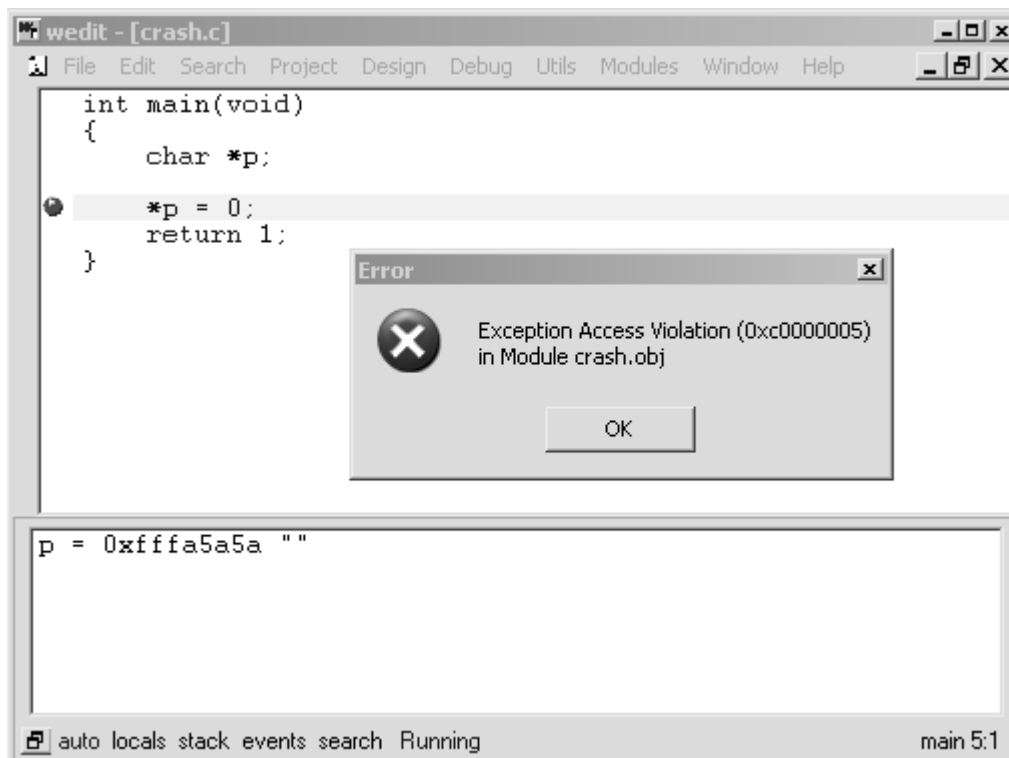 wedit - [crash.c]
File Edit Search Project Design Debug Utils Modules Window Help
int main(void)
{
char *p;
*p = 0;
return 1;
}
Error
Exception Access Violation (0xc0000005)
in Module crash.obj
OK
p = 0xfffa5a5a ""
auto locals stack events search Running main 5:1